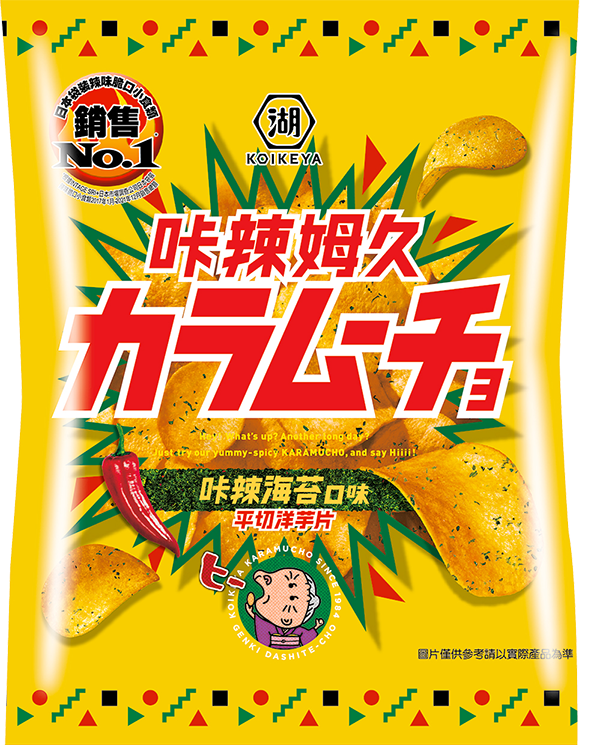 日本袋裝辣味脆口小食類*
銷售
No.1
湖
KOIKEYA
咔辣姆久
カラムーチョ
Hey! What's up? Another long day?
Just try our yummy-spicy KARAMUCHO, and say Hiiii!
咔辣海苔口味
平切洋芋片
ヒー
KOIKEYA KARAMUCHO SINCE 1984
GENKI DASHITE-CHO
圖片僅供參考請以實際產品為準